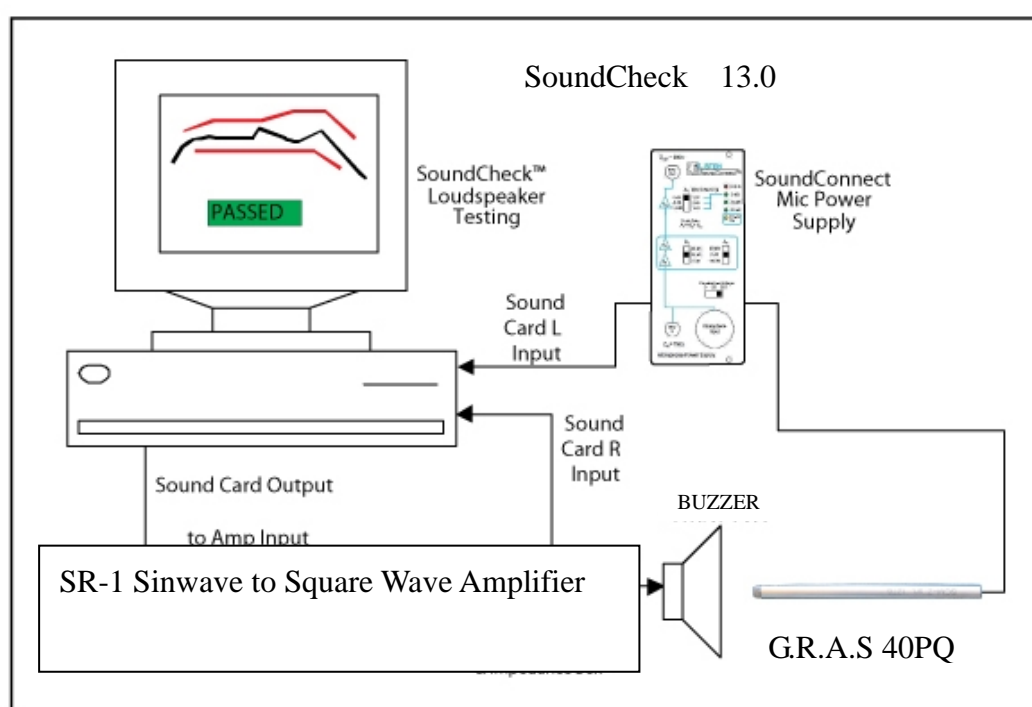 SoundCheck 13.0
SoundCheck™
Loudspeaker
Testing
PASSED
SoundConnect
Mic Power
Supply
Sound
Card L
Input
Sound
Card R
Input
Sound Card Output
to Amp Input
BUZZER
SR-1 Sinwave to Square Wave Amplifier
G.R.A.S 40PQ